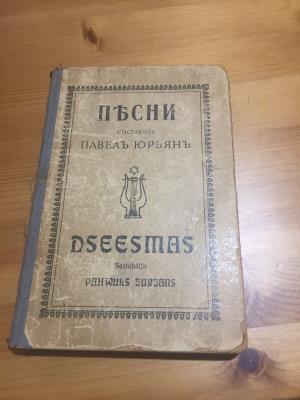 ПѢСНИ
СОСТАВИЛЪ
ПАВЕЛЪ ЮРЬЯНЪ
DSEESMAS
Sastahdijis
PAHWULS JURJANS